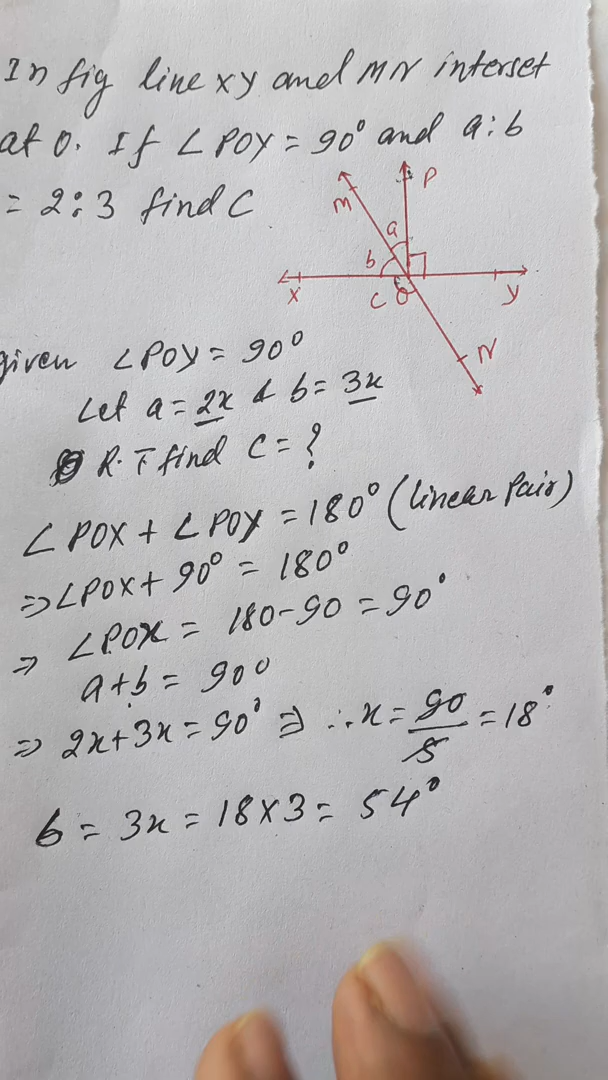 In fig line xy and MN interset
at O. If ∠POY = 90° and a:b
= 2:3 find C
M
P
a
b
X
C
O
Y
N
given ∠POY = 90°
Let a = 2x & b = 3x
R.T find C = ?
∠POX + ∠POY = 180° (linear Pair)
⇒ ∠POX + 90° = 180°
⇒ ∠POX = 180-90 = 90°
a+b = 90°
⇒ 2x+3x = 90° ⇒ ∴ x = 90/5 = 18°
b = 3x = 18×3 = 54°